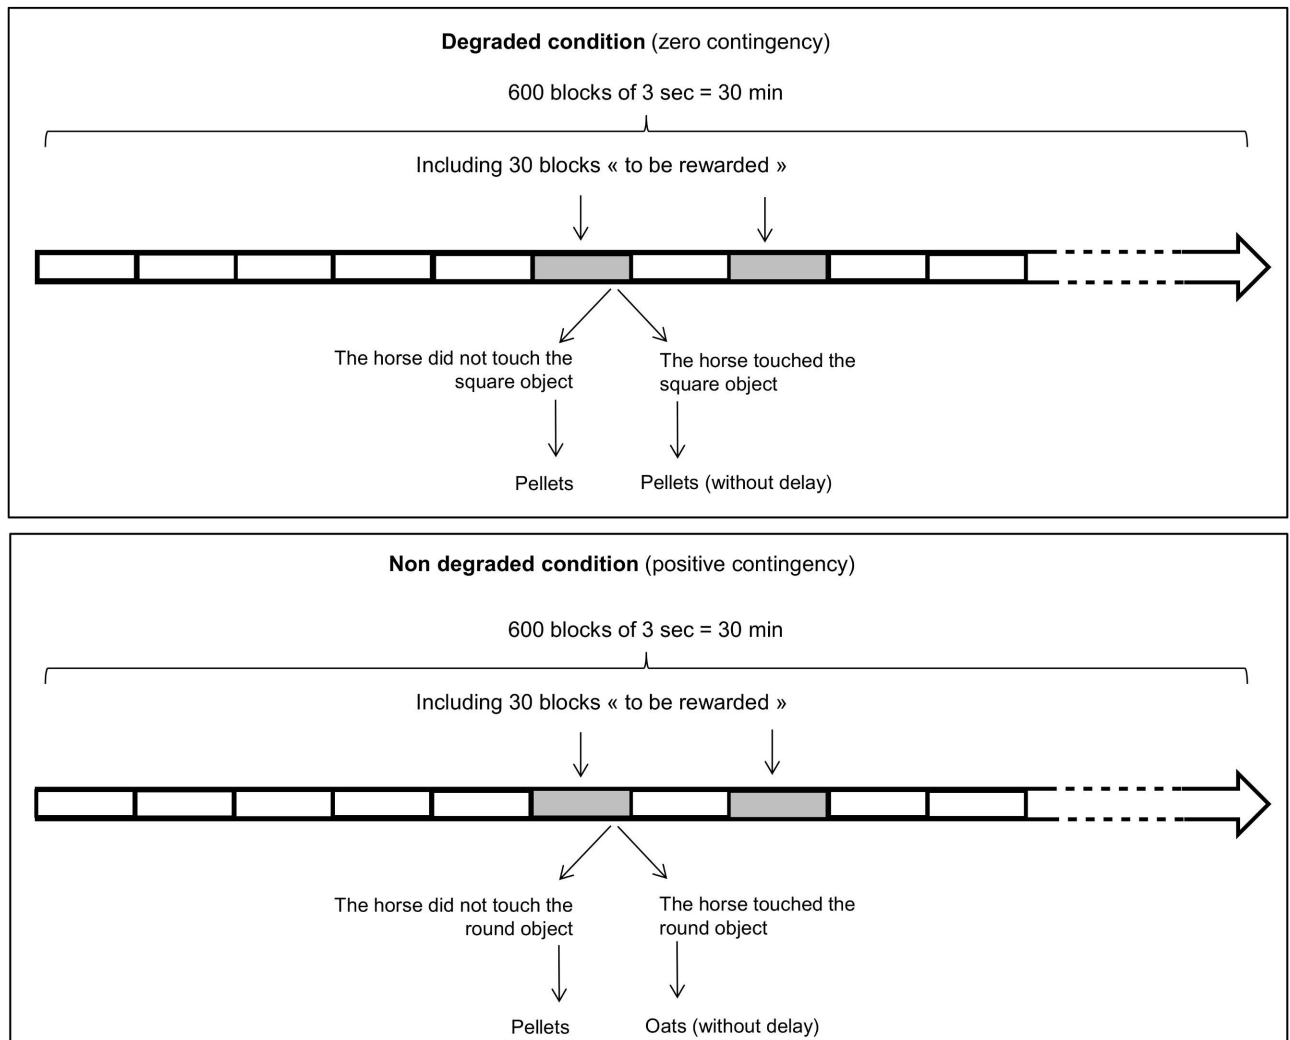 Degraded condition (zero contingency)
600 blocks of 3 sec = 30 min
Including 30 blocks « to be rewarded »
The horse did not touch the
square object
The horse touched the
square object
Pellets
Pellets (without delay)
Non degraded condition (positive contingency)
600 blocks of 3 sec = 30 min
Including 30 blocks « to be rewarded »
The horse did not touch the
round object
The horse touched the
round object
Pellets
Oats (without delay)